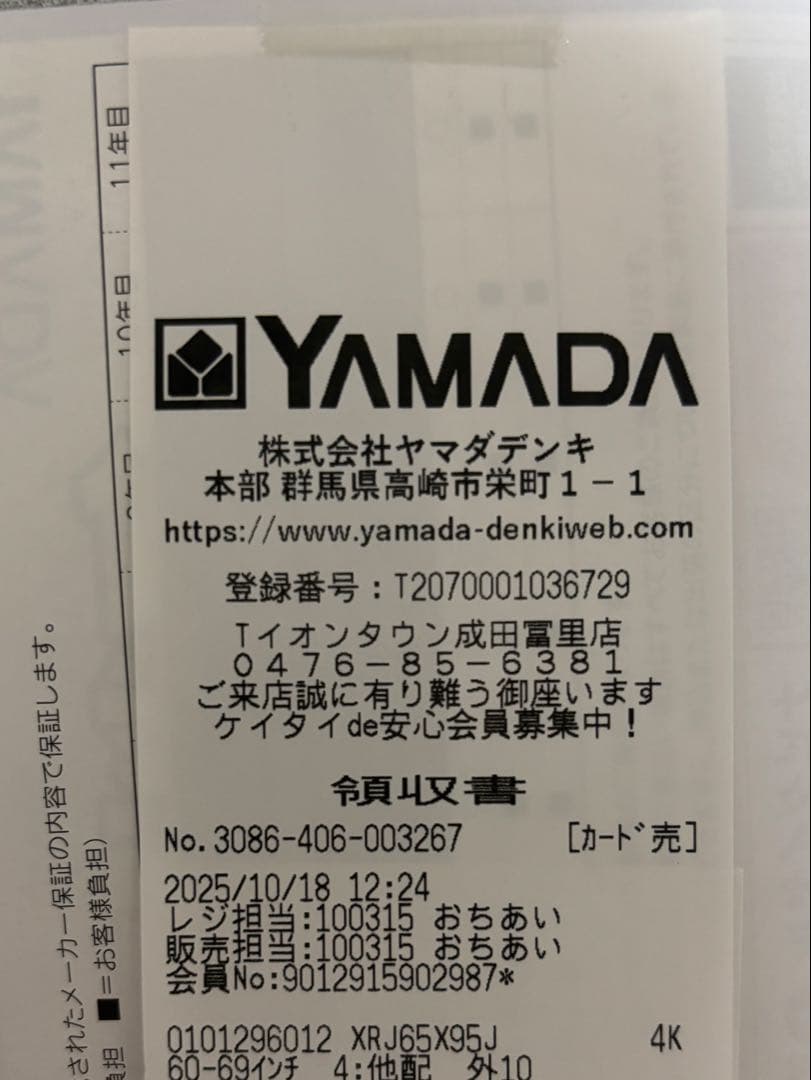 YAMADA
株式会社ヤマダデンキ
本部 群馬県高崎市栄町1-1
https://www.yamada-denkiweb.com
登録番号:T2070001036729
Tイオンタウン成田冨里店
0476-85-6381
ご来店誠に有り難う御座います
ケイタイde安心会員募集中!
領収書
No.3086-406-003267 [カード売]
2025/10/18 12:24
レジ担当:100315 おちあい
販売担当:100315 おちあい
会員No:9012915902987*
0101296012 XRJ65X95J 4K
60-69インチ 4:他配 外10
11年目
10年目
されたメーカー保証の内容で保証します。
負担 ■=お客様負担)